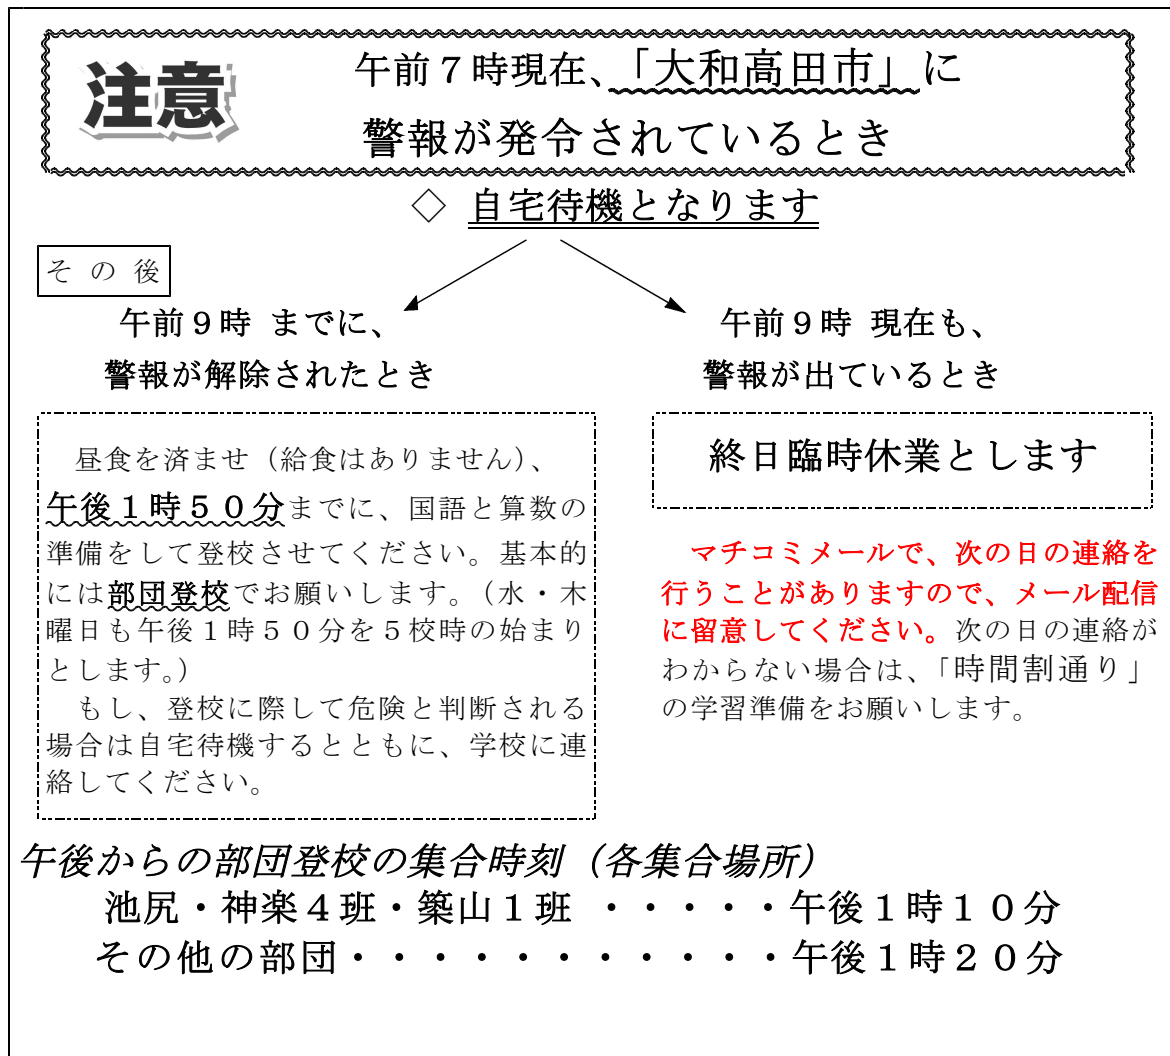 注意
午前７時現在、「大和高田市」に
警報が発令されているとき
◇ 自宅待機となります
その後
午前９時 までに、
警報が解除されたとき
昼食を済ませ（給食はありません）、
午後１時５０分までに、国語と算数の
準備をして登校させてください。基本的
には部団登校でお願いします。（水・木
曜日も午後１時５０分を５校時の始まり
とします。）
もし、登校に際して危険と判断される
場合は自宅待機するとともに、学校に連
絡してください。
午前９時 現在も、
警報が出ているとき
終日臨時休業とします
マチコミメールで、次の日の連絡を
行うことがありますので、メール配信
に留意してください。次の日の連絡が
わからない場合は、「時間割通り」
の学習準備をお願いします。
午後からの部団登校の集合時刻（各集合場所）
池尻・神楽４班・築山１班 ・・・・・午後１時１０分
その他の部団・・・・・・・・・・・午後１時２０分